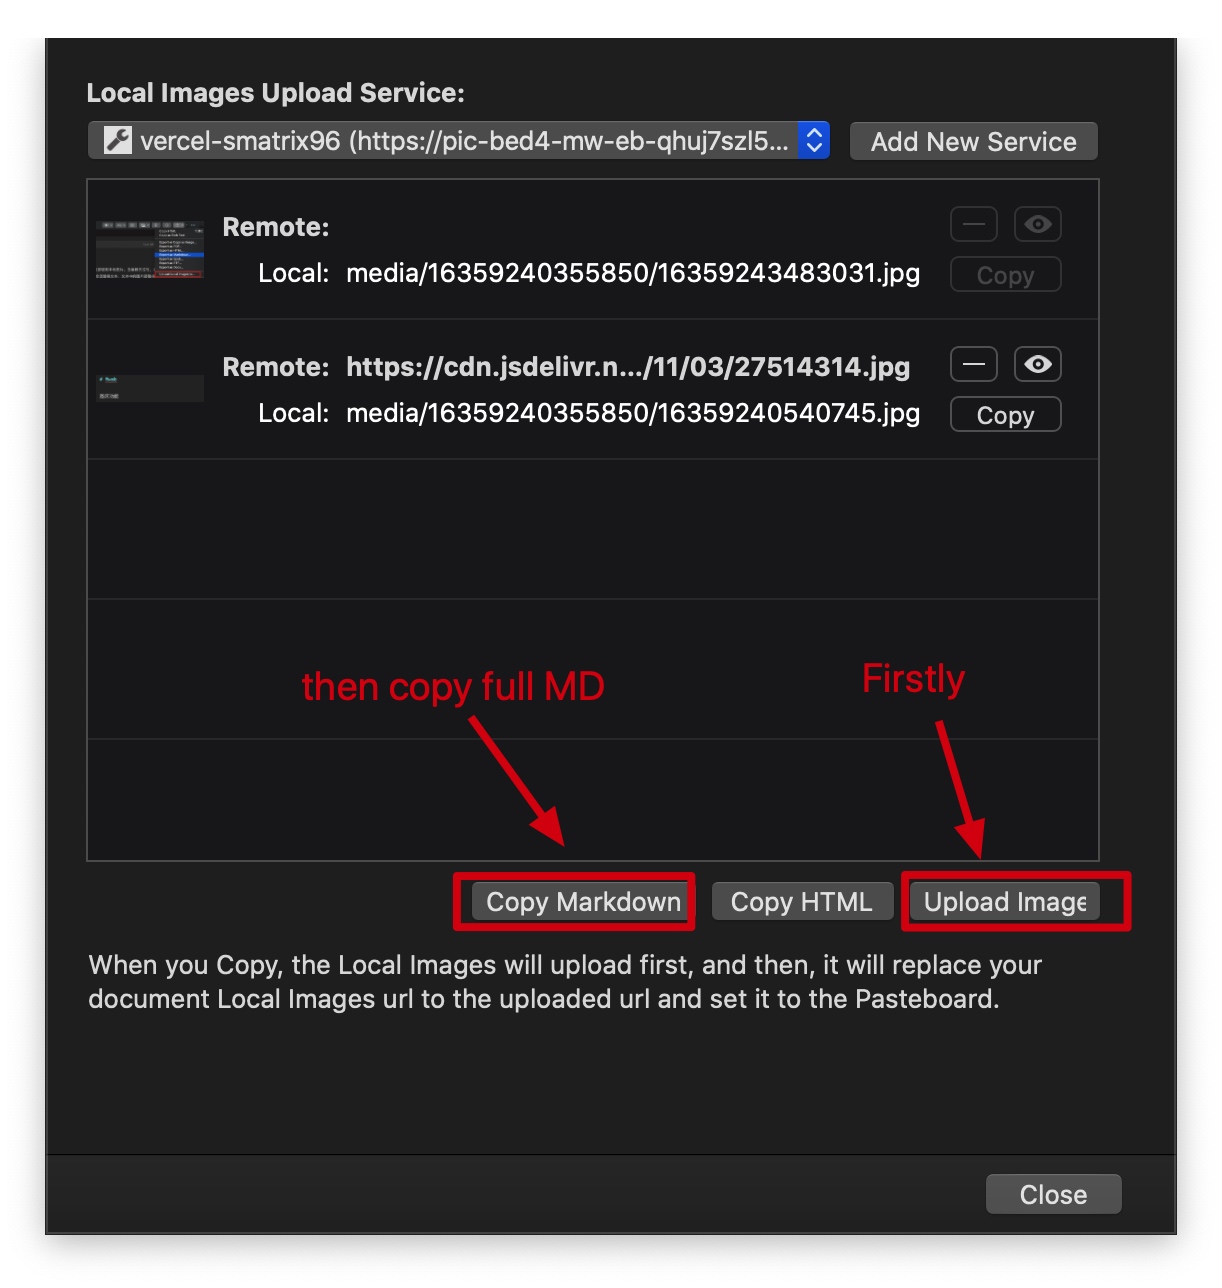 Local Images Upload Service:
vercel-smatrix96 (https://pic-bed4-mw-eb-qhuj7szl5...
Add New Service
Remote:
Local: media/16359240355850/16359243483031.jpg
Copy
Remote: https://cdn.jsdelivr.n.../11/03/27514314.jpg
Local: media/16359240355850/16359240540745.jpg
Copy
then copy full MD
Firstly
Copy Markdown
Copy HTML
Upload Image
When you Copy, the Local Images will upload first, and then, it will replace your
document Local Images url to the uploaded url and set it to the Pasteboard.
Close